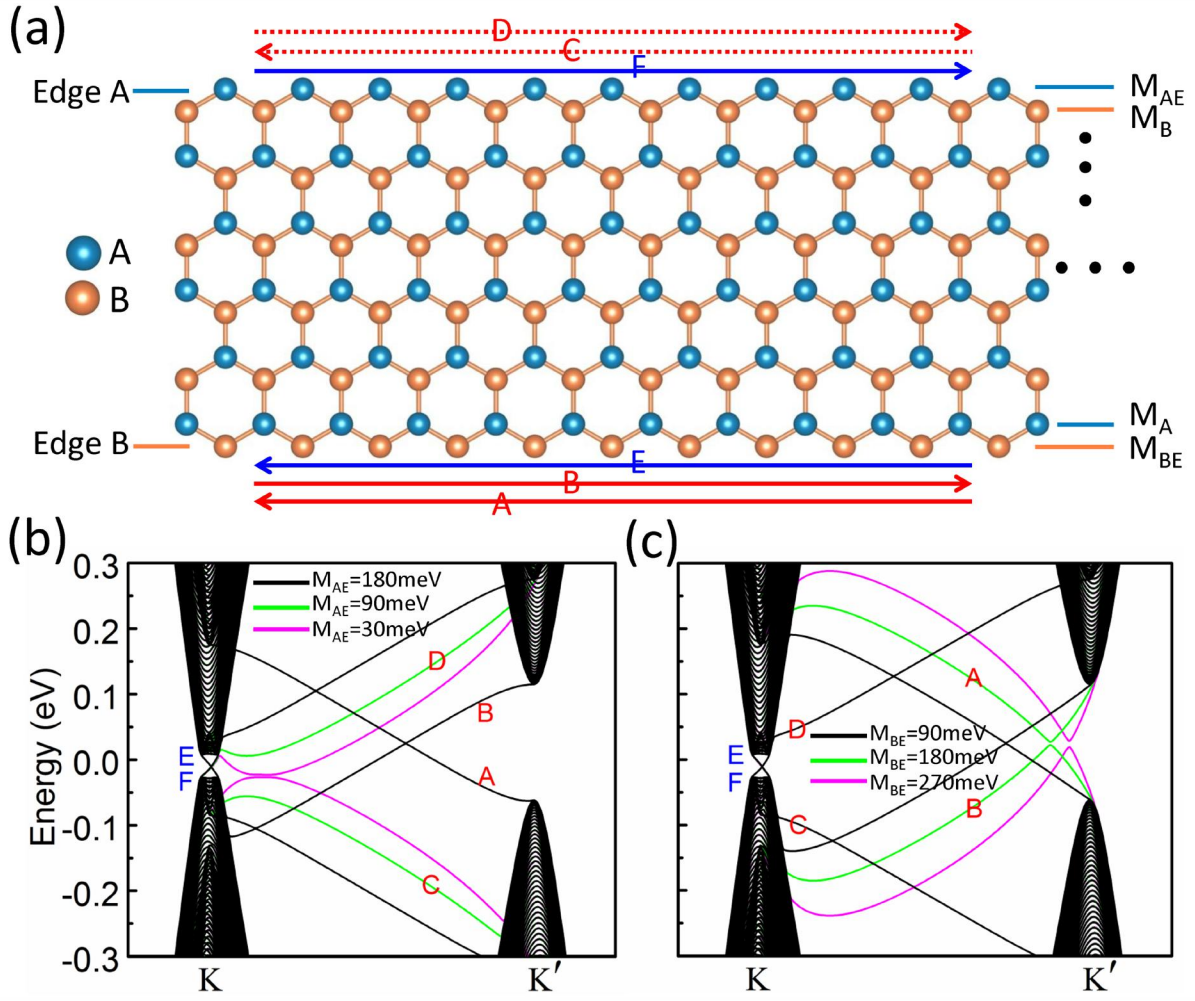 (a)
D
C
F
Edge A
M_AE
M_B
A
B
Edge B
M_A
M_BE
E
B
A
(b)
(c)
Energy (eV)
0.3
0.2
0.1
0.0
-0.1
-0.2
-0.3
M_AE=180meV
M_AE=90meV
M_AE=30meV
D
B
A
C
E
F
K
K′
A
D
M_BE=90meV
M_BE=180meV
M_BE=270meV
E
F
B
C
K
K′